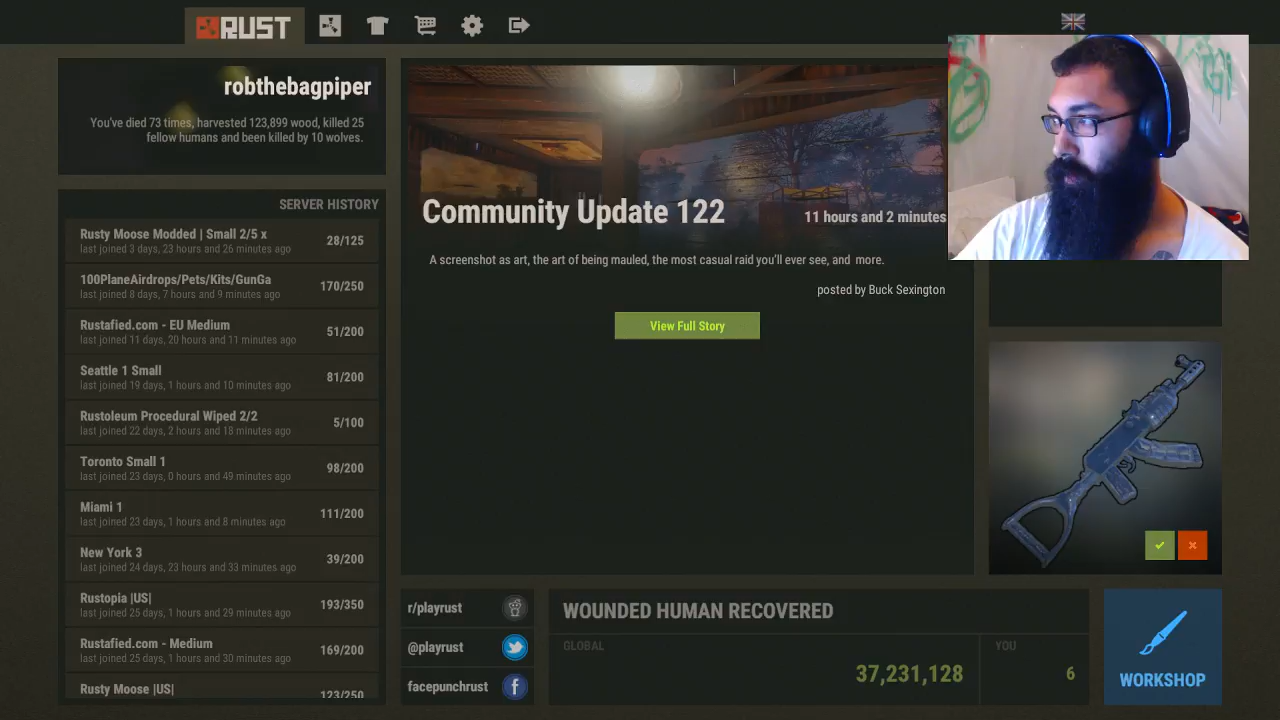 RUST
robthebagpiper
You've died 73 times, harvested 123,899 wood, killed 25
fellow humans and been killed by 10 wolves.
SERVER HISTORY
Rusty Moose Modded | Small 2/5 x
last joined 3 days, 23 hours and 26 minutes ago
28/125
100PlaneAirdrops/Pets/Kits/GunGa
last joined 8 days, 7 hours and 9 minutes ago
170/250
Rustafied.com - EU Medium
last joined 11 days, 20 hours and 11 minutes ago
51/200
Seattle 1 Small
last joined 19 days, 1 hours and 10 minutes ago
81/200
Rustoleum Procedural Wiped 2/2
last joined 22 days, 2 hours and 18 minutes ago
5/100
Toronto Small 1
last joined 23 days, 0 hours and 49 minutes ago
98/200
Miami 1
last joined 23 days, 1 hours and 8 minutes ago
111/200
New York 3
last joined 24 days, 23 hours and 33 minutes ago
39/200
Rustopia |US|
last joined 25 days, 1 hours and 29 minutes ago
193/350
Rustafied.com - Medium
last joined 25 days, 1 hours and 30 minutes ago
169/200
Rusty Moose |US|
123/250
Community Update 122
11 hours and 2 minutes
A screenshot as art, the art of being mauled, the most casual raid you'll ever see, and more.
posted by Buck Sexington
View Full Story
r/playrust
@playrust
facepunchrust
WOUNDED HUMAN RECOVERED
GLOBAL
37,231,128
YOU
6
WORKSHOP